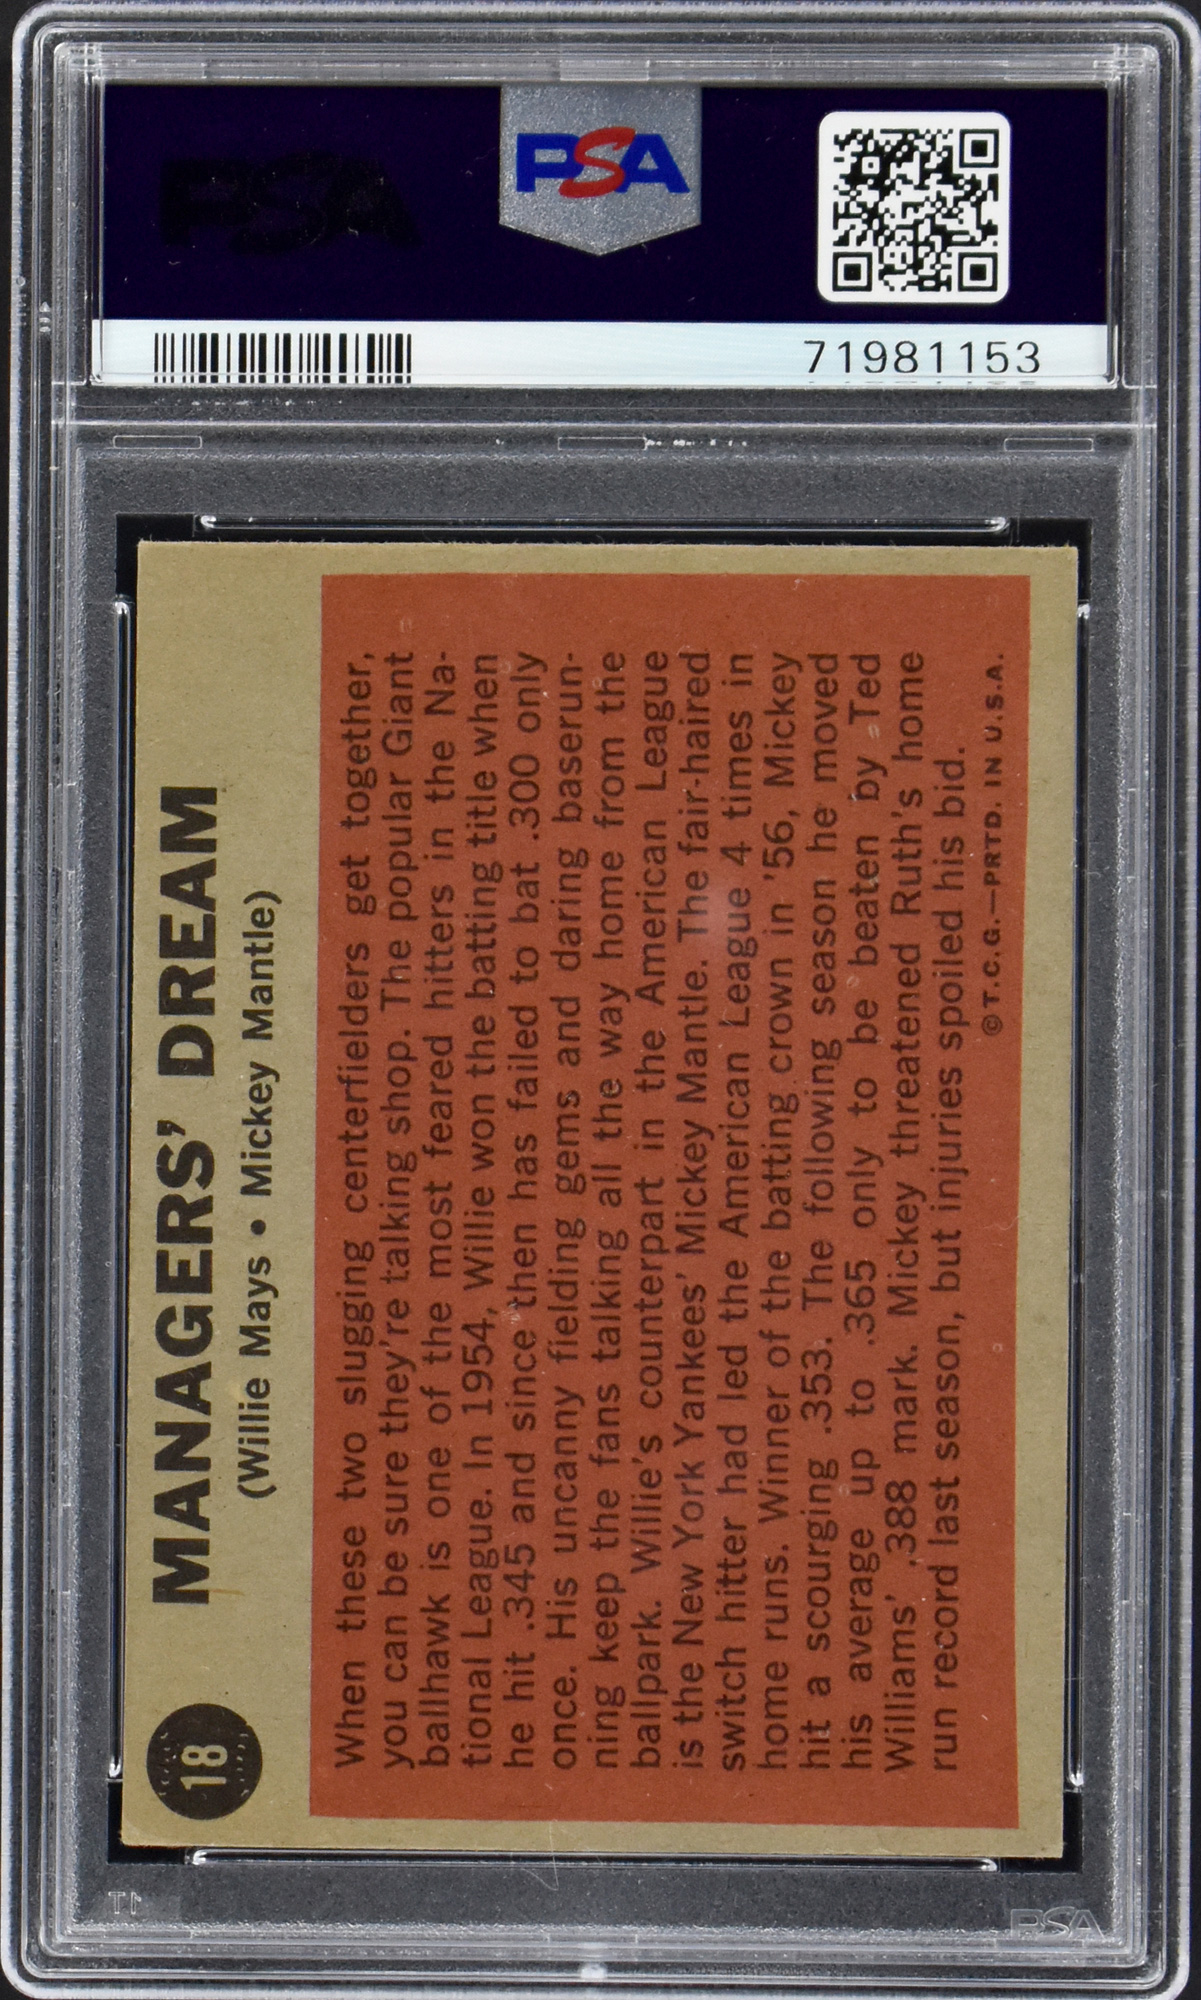 PSA
PSA
71981153
18
MANAGERS' DREAM
(Willie Mays • Mickey Mantle)
When these two slugging centerfielders get together,
you can be sure they're talking shop. The popular Giant
ballhawk is one of the most feared hitters in the Na-
tional League. In 1954, Willie won the batting title when
he hit .345 and since then has failed to bat .300 only
once. His uncanny fielding gems and daring baserun-
ning keep the fans talking all the way home from the
ballpark. Willie's counterpart in the American League
is the New York Yankees' Mickey Mantle. The fair-haired
switch hitter had led the American League 4 times in
home runs. Winner of the batting crown in '56, Mickey
hit a scourging .353. The following season he moved
his average up to .365 only to be beaten by Ted
Williams' .388 mark. Mickey threatened Ruth's home
run record last season, but injuries spoiled his bid.
© T.C.G.—PRTD. IN U.S.A.
PSA